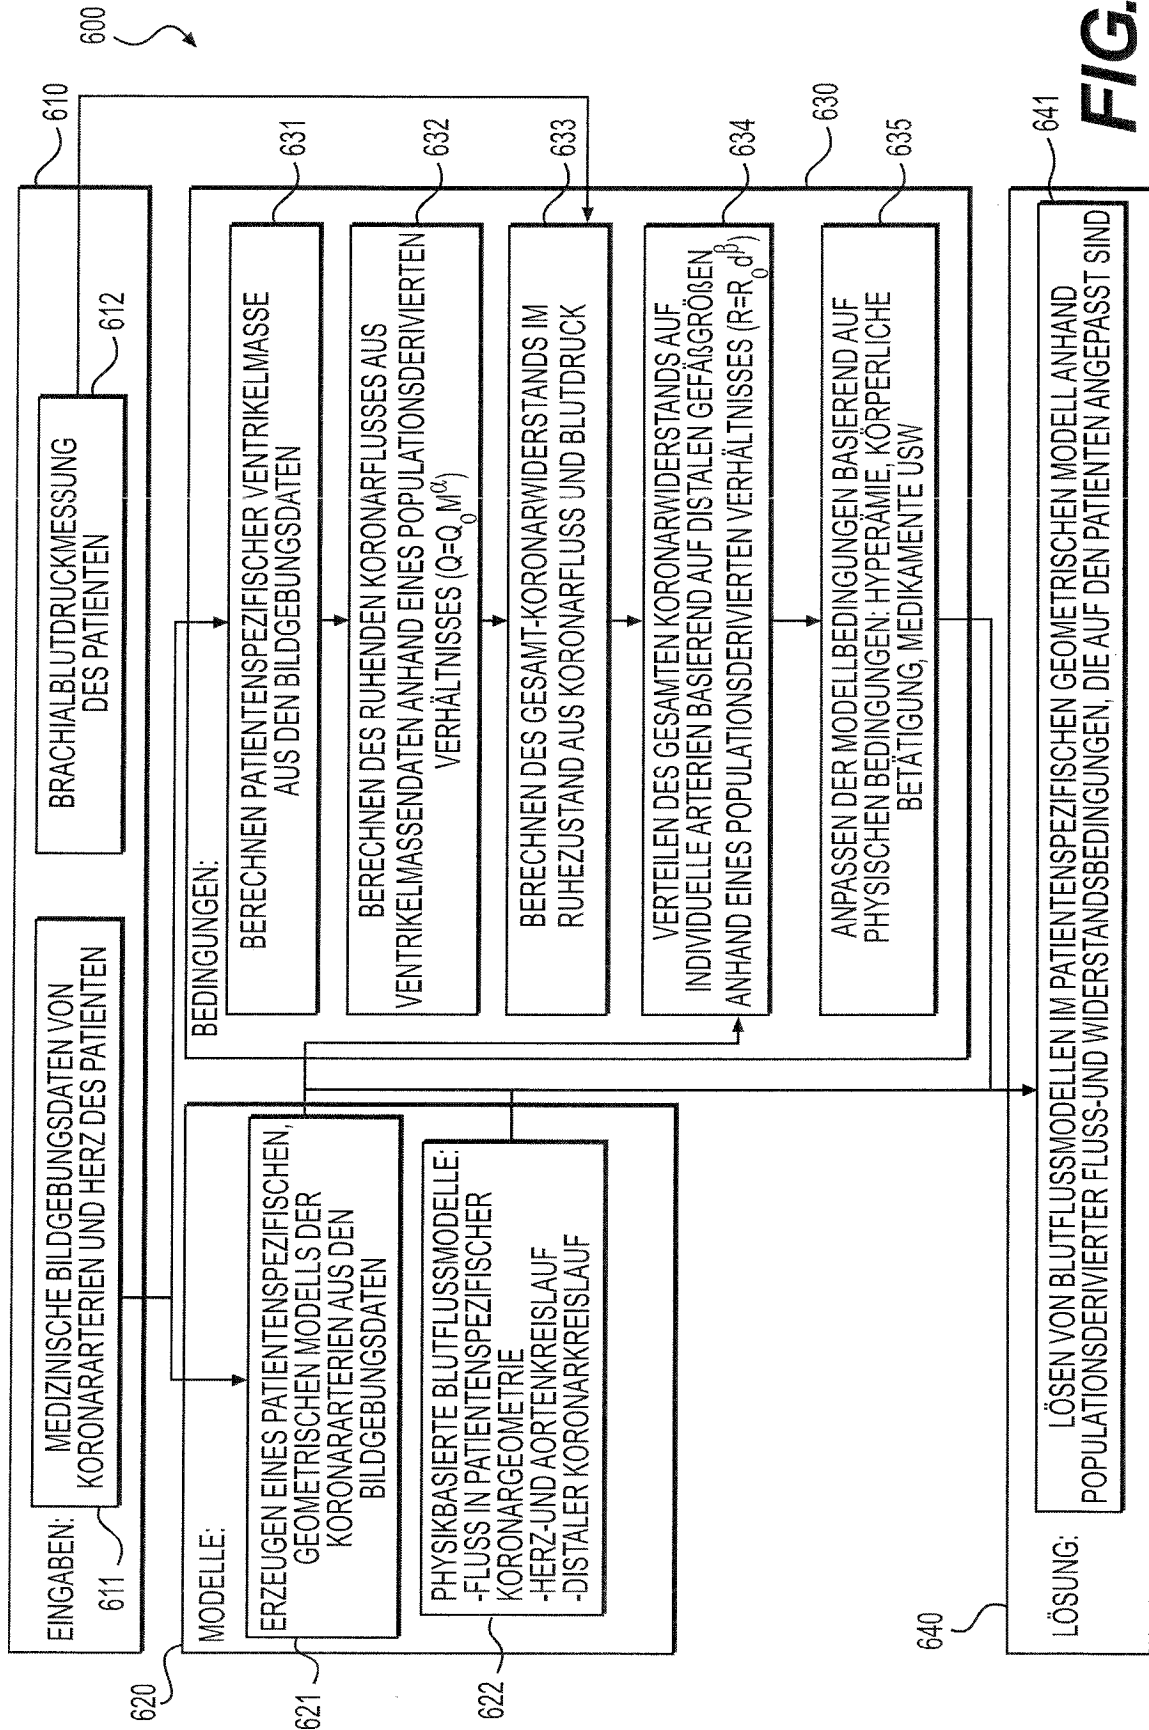 600
610
EINGABEN:
611
MEDIZINISCHE BILDGEBUNGSDATEN VON
KORONARARTERIEN UND HERZ DES PATIENTEN
BRACHIALBLUTDRUCKMESSUNG
DES PATIENTEN
612
620
MODELLE:
621
ERZEUGEN EINES PATIENTENSPEZIFISCHEN,
GEOMETRISCHEN MODELLS DER
KORONARARTERIEN AUS DEN
BILDGEBUNGSDATEN
622
PHYSIKBASIERTE BLUTFLUSSMODELLE:
-FLUSS IN PATIENTENSPEZIFISCHER
KORONARGEOMETRIE
-HERZ-UND AORTENKREISLAUF
-DISTALER KORONARKREISLAUF
BEDINGUNGEN:
BERECHNEN PATIENTENSPEZIFISCHER VENTRIKELMASSE
AUS DEN BILDGEBUNGSDATEN
631
BERECHNEN DES RUHENDEN KORONARFLUSSES AUS
VENTRIKELMASSENDATEN ANHAND EINES POPULATIONSDERIVIERTEN
VERHÄLTNISSES (Q=Q₀M^α)
632
BERECHNEN DES GESAMT-KORONARWIDERSTANDS IM
RUHEZUSTAND AUS KORONARFLUSS UND BLUTDRUCK
633
VERTEILEN DES GESAMTEN KORONARWIDERSTANDS AUF
INDIVIDUELLE ARTERIEN BASIEREND AUF DISTALEN GEFÄßGRÖßEN
ANHAND EINES POPULATIONSDERVIERTEN VERHÄLTNISSES (R=R₀d^β)
634
ANPASSEN DER MODELLBEDINGUNGEN BASIEREND AUF
PHYSISCHEN BEDINGUNGEN: HYPERÄMIE, KÖRPERLICHE
BETÄTIGUNG, MEDIKAMENTE USW
635
630
640
LÖSUNG:
LÖSEN VON BLUTFLUSSMODELLEN IM PATIENTENSPEZIFISCHEN GEOMETRISCHEN MODELL ANHAND
POPULATIONSDERIVIERTER FLUSS-UND WIDERSTANDSBEDINGUNGEN, DIE AUF DEN PATIENTEN ANGEPASST SIND
641
FIG.